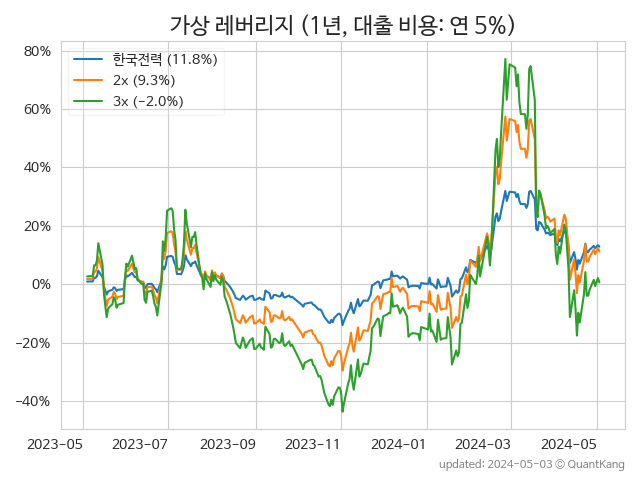 가상 레버리지 (1년, 대출 비용: 연 5%)
80%
60%
40%
20%
0%
−20%
−40%
한국전력 (11.8%)
2x (9.3%)
3x (−2.0%)
2023-05
2023-07
2023-09
2023-11
2024-01
2024-03
2024-05
updated: 2024-05-03 ⓒ QuantKang